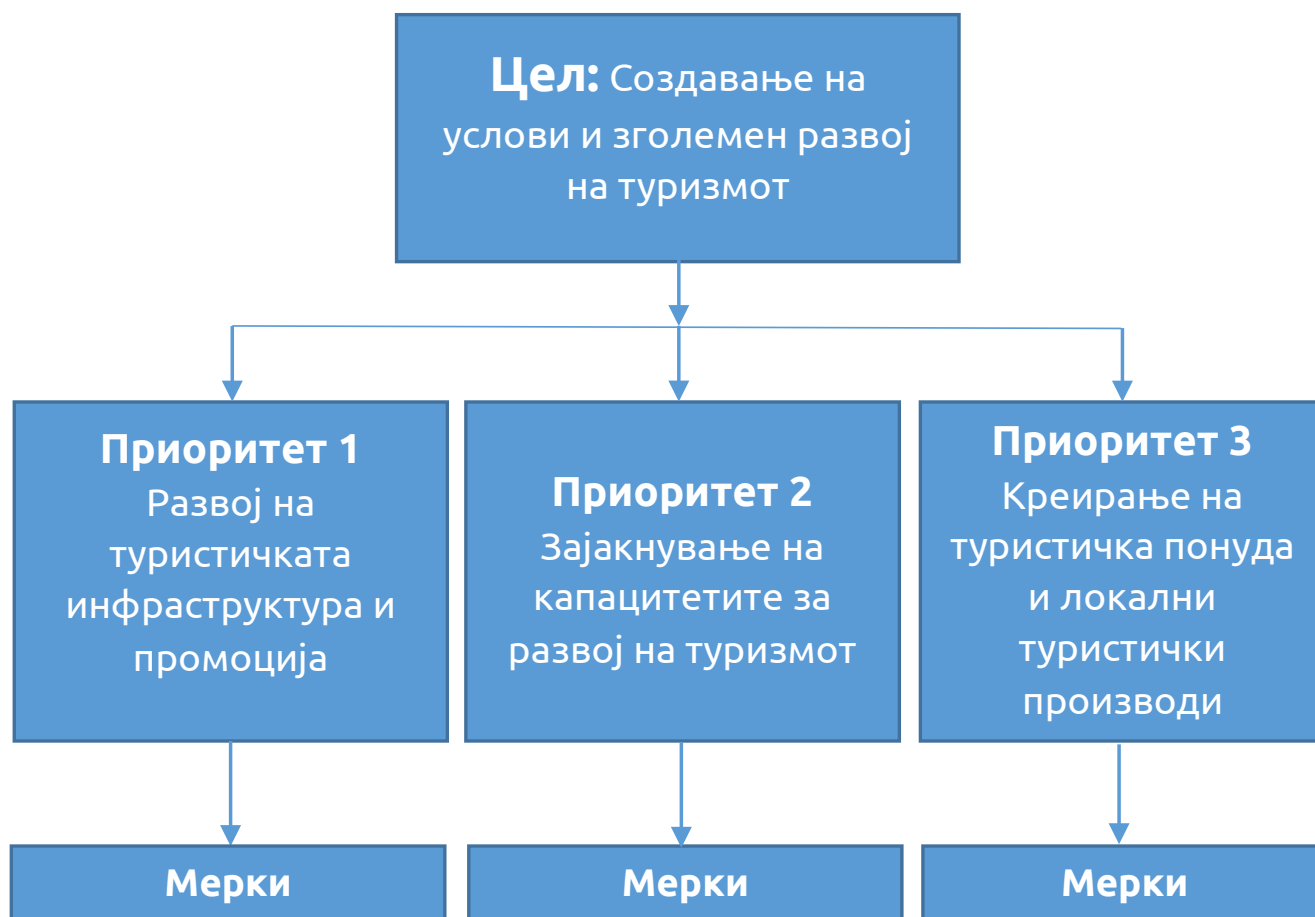 Цел: Создавање на
услови и зголемен развој
на туризмот
Приоритет 1
Развој на
туристичката
инфраструктура и
промоција
Приоритет 2
Зајакнување на
капацитетите за
развој на туризмот
Приоритет 3
Креирање на
туристичка понуда
и локални
туристички
производи
Мерки
Мерки
Мерки